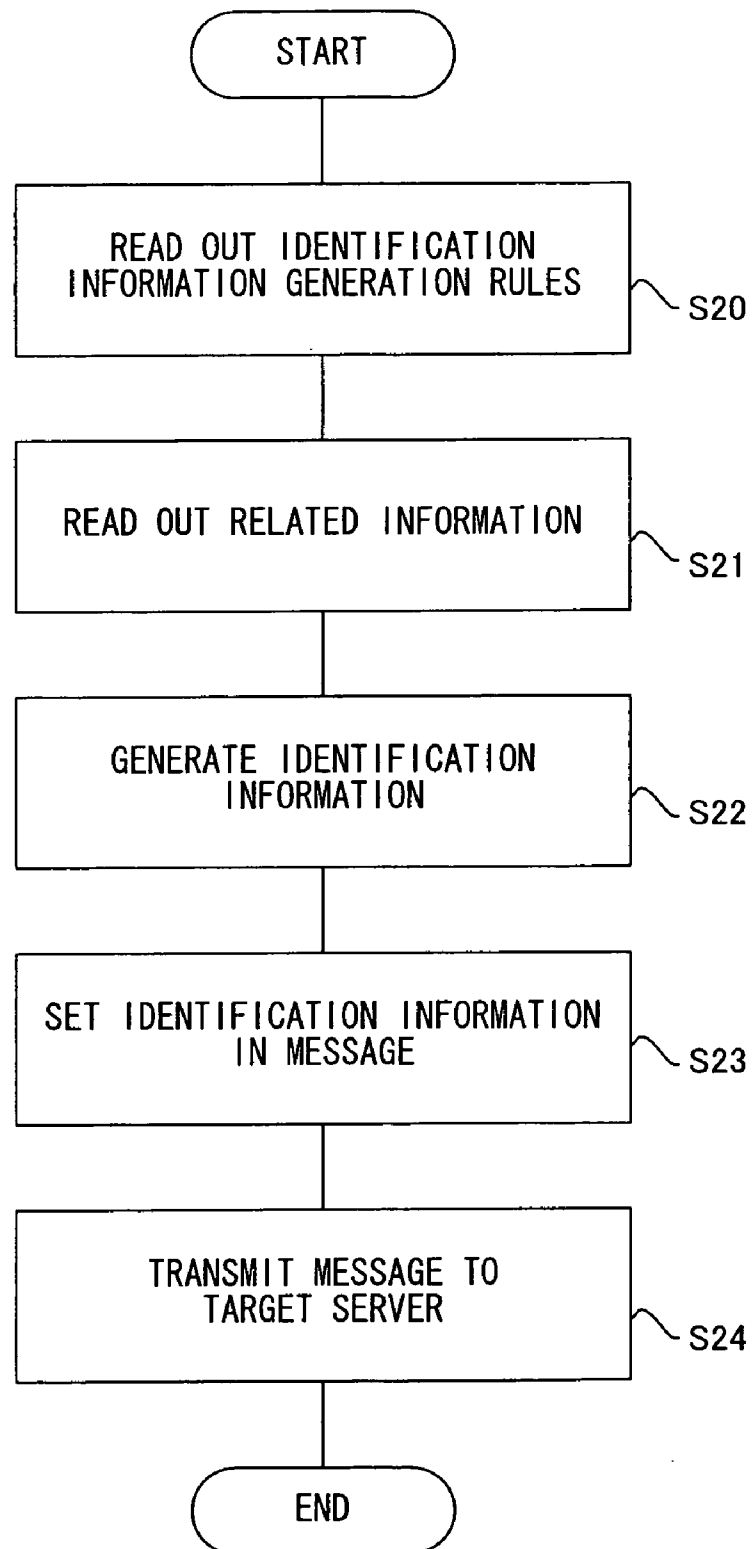 START
READ OUT IDENTIFICATION
INFORMATION GENERATION RULES
S20
READ OUT RELATED INFORMATION
S21
GENERATE IDENTIFICATION
INFORMATION
S22
SET IDENTIFICATION INFORMATION
IN MESSAGE
S23
TRANSMIT MESSAGE TO
TARGET SERVER
S24
END